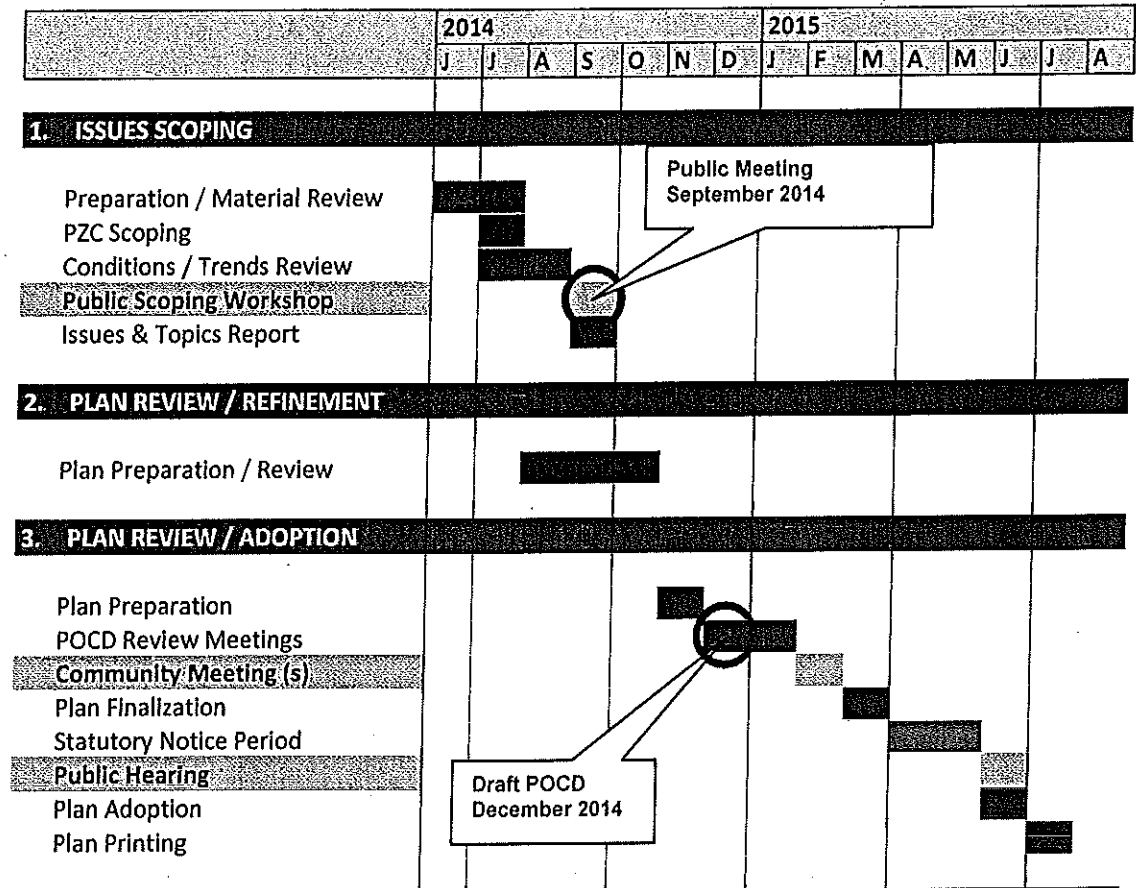 2014 2015
J J A S O N D J F M A M J J A
1. ISSUES SCOPING
Public Meeting
September 2014
Preparation / Material Review
PZC Scoping
Conditions / Trends Review
Public Scoping Workshop
Issues & Topics Report
2. PLAN REVIEW / REFINEMENT
Plan Preparation / Review
3. PLAN REVIEW / ADOPTION
Plan Preparation
POCD Review Meetings
Community Meeting (s)
Plan Finalization
Statutory Notice Period
Public Hearing
Plan Adoption
Plan Printing
Draft POCD
December 2014